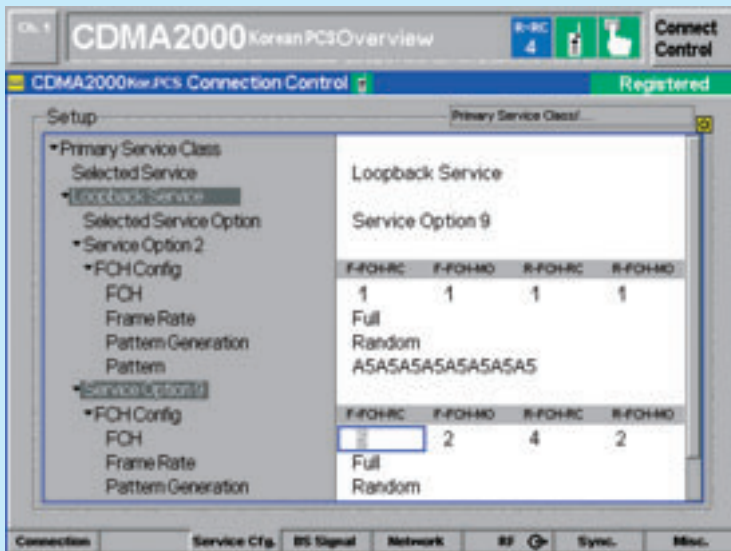 Ch. 1
CDMA2000 Korean PCS Overview
R-RC
4
Connect
Control
CDMA2000 Kor.PCS Connection Control
Registered
Setup
Primary Service Class/...
Primary Service Class
Selected Service Loopback Service
Loopback Service
Selected Service Option Service Option 9
Service Option 2
FCH Config F-FCH-RC F-FCH-MO R-FCH-RC R-FCH-MO
FCH 1 1 1 1
Frame Rate Full
Pattern Generation Random
Pattern A5A5A5A5A5A5A5A5
Service Option 9
FCH Config F-FCH-RC F-FCH-MO R-FCH-RC R-FCH-MO
FCH 2 4 2
Frame Rate Full
Pattern Generation Random
Connection Service Cfg. BS Signal Network RF Sync. Misc.